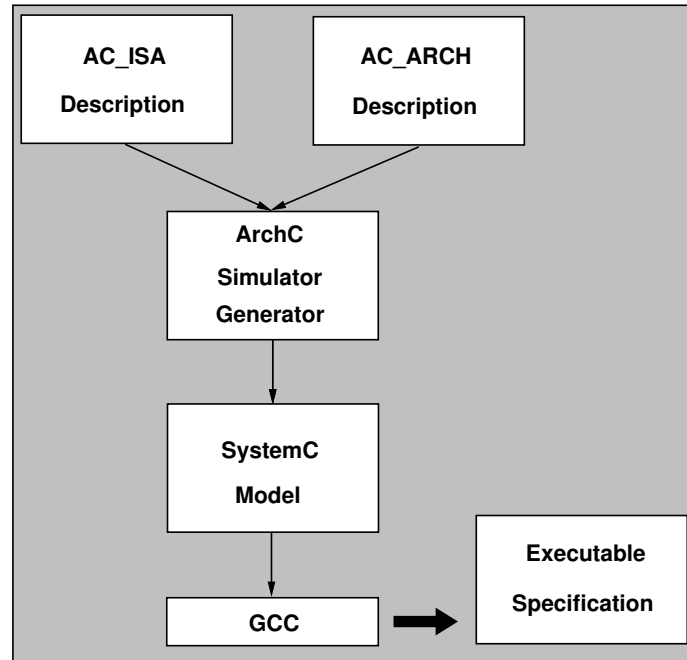 AC_ISA
Description
AC_ARCH
Description
ArchC
Simulator
Generator
SystemC
Model
GCC
Executable
Specification